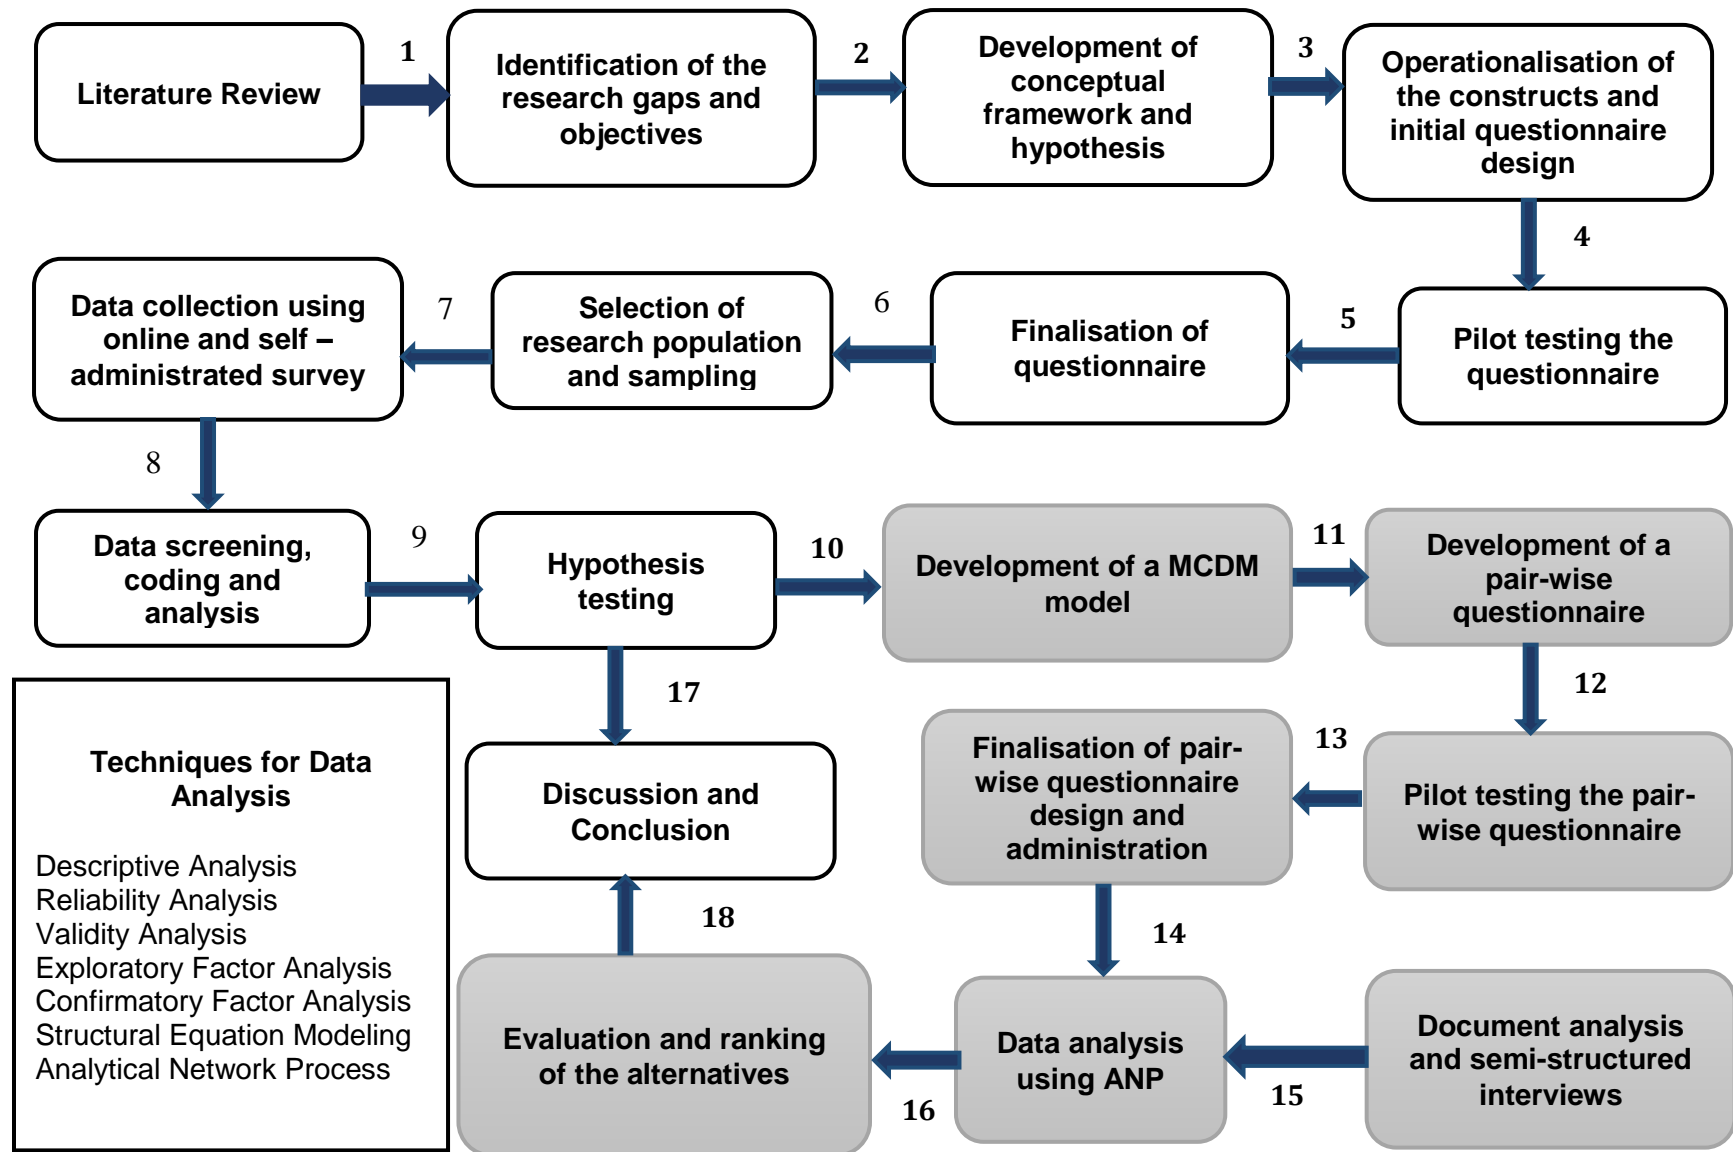 Literature Review
1
Identification of the
research gaps and
objectives
2
Development of
conceptual
framework and
hypothesis
3
Operationalisation of
the constructs and
initial questionnaire
design
4
Pilot testing the
questionnaire
5
Finalisation of
questionnaire
6
Selection of
research population
and sampling
7
Data collection using
online and self –
administrated survey
8
Data screening,
coding and
analysis
9
Hypothesis
testing
10
Development of a MCDM
model
11
Development of a
pair-wise
questionnaire
12
Pilot testing the pair-
wise questionnaire
13
Finalisation of pair-
wise questionnaire
design and
administration
14
Data analysis
using ANP
15
Document analysis
and semi-structured
interviews
16
Evaluation and ranking
of the alternatives
17
18
Discussion and
Conclusion
Techniques for Data
Analysis
Descriptive Analysis
Reliability Analysis
Validity Analysis
Exploratory Factor Analysis
Confirmatory Factor Analysis
Structural Equation Modeling
Analytical Network Process